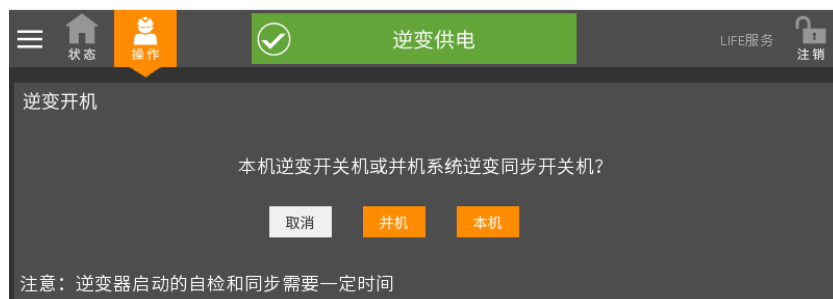 状态
操作
逆变供电
LIFE服务
注销
逆变开机
本机逆变开关机或并机系统逆变同步开关机?
取消
并机
本机
注意：逆变器启动的自检和同步需要一定时间